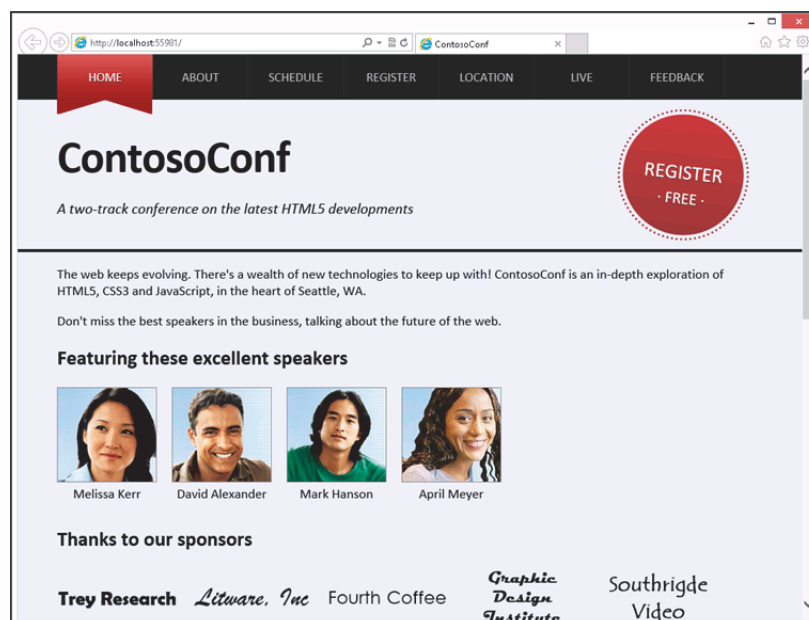 http://localhost:55981/
ContosoConf
HOME ABOUT SCHEDULE REGISTER LOCATION LIVE FEEDBACK
ContosoConf
A two-track conference on the latest HTML5 developments
REGISTER
· FREE ·
The web keeps evolving. There's a wealth of new technologies to keep up with! ContosoConf is an in-depth exploration of
HTML5, CSS3 and JavaScript, in the heart of Seattle, WA.
Don't miss the best speakers in the business, talking about the future of the web.
Featuring these excellent speakers
Melissa Kerr David Alexander Mark Hanson April Meyer
Thanks to our sponsors
Trey Research Litware, Inc Fourth Coffee
Graphic
Design
Institute
Southrigde
Video